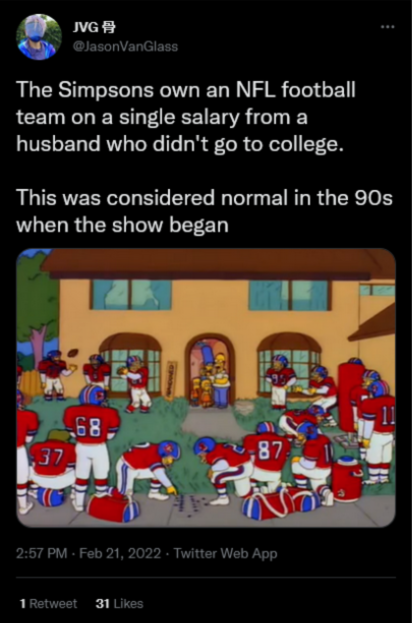 JVG 骨
@JasonVanGlass
The Simpsons own an NFL football
team on a single salary from a
husband who didn't go to college.
This was considered normal in the 90s
when the show began
68
37
87
11
2:57 PM · Feb 21, 2022 · Twitter Web App
1 Retweet 31 Likes